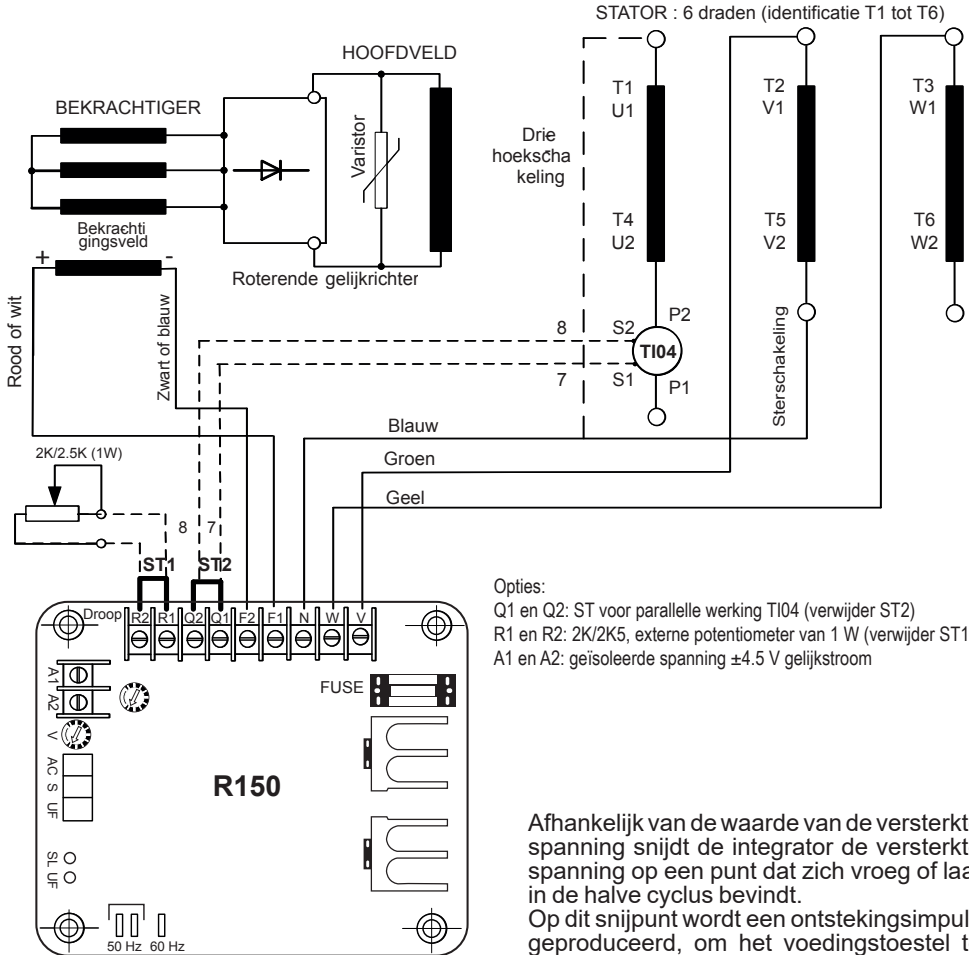 STATOR : 6 draden (identificatie T1 tot T6)
HOOFDVELD
BEKRACHTIGER
T1
U1
T2
V1
T3
W1
Varistor
Drie
hoekscha
keling
T4
U2
T5
V2
T6
W2
Bekrachti
gingsveld
+
-
Roterende gelijkrichter
Rood of wit
Zwart of blauw
8
S2
P2
TI04
7
S1
P1
Sterschakeling
Blauw
Groen
Geel
2K/2.5K (1W)
8
7
ST1
ST2
Droop
R2
R1
Q2
Q1
F2
F1
N
W
V
Opties:
Q1 en Q2: ST voor parallelle werking TI04 (verwijder ST2)
R1 en R2: 2K/2K5, externe potentiometer van 1 W (verwijder ST1
A1 en A2: geïsoleerde spanning ±4.5 V gelijkstroom
A1
A2
FUSE
V
AC
S
UF
R150
SL
UF
50 Hz
60 Hz
Afhankelijk van de waarde van de versterkt
spanning snijdt de integrator de versterkt
spanning op een punt dat zich vroeg of laa
in de halve cyclus bevindt.
Op dit snijpunt wordt een ontstekingsimpul
geproduceerd, om het voedingstoestel t